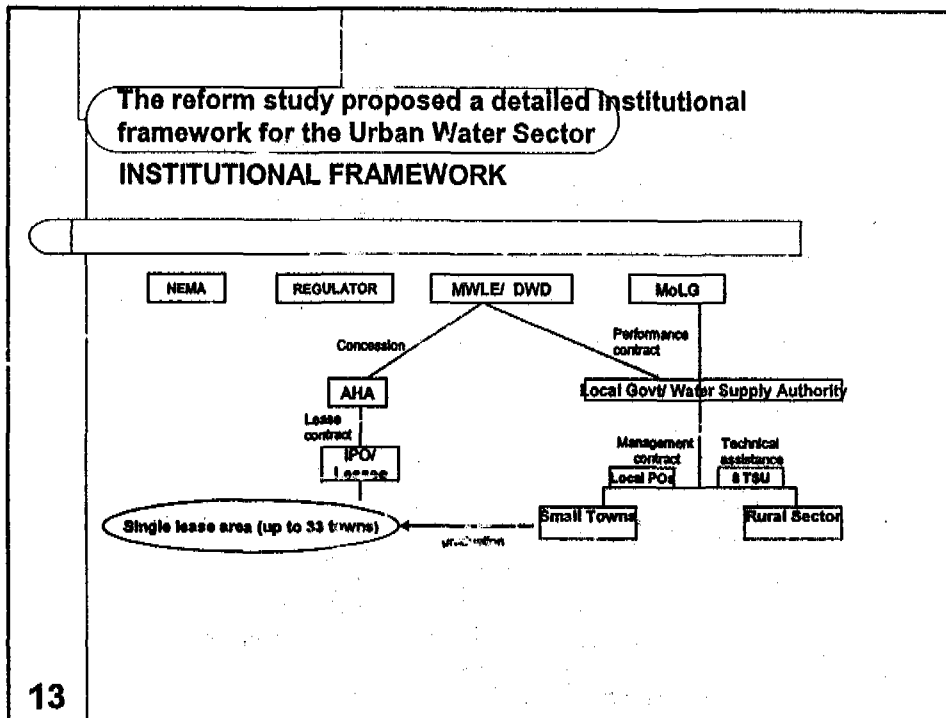 The reform study proposed a detailed institutional
framework for the Urban Water Sector
INSTITUTIONAL FRAMEWORK
NEMA
REGULATOR
MWLE/ DWD
MoLG
Concession
Performance
contract
AHA
Local Govt/ Water Supply Authority
Lease
contract
IPO/
Management
contract
Technical
assistance
Local POs
8 TSU
Single lease area (up to 33 towns)
Small Towns
Rural Sector
13